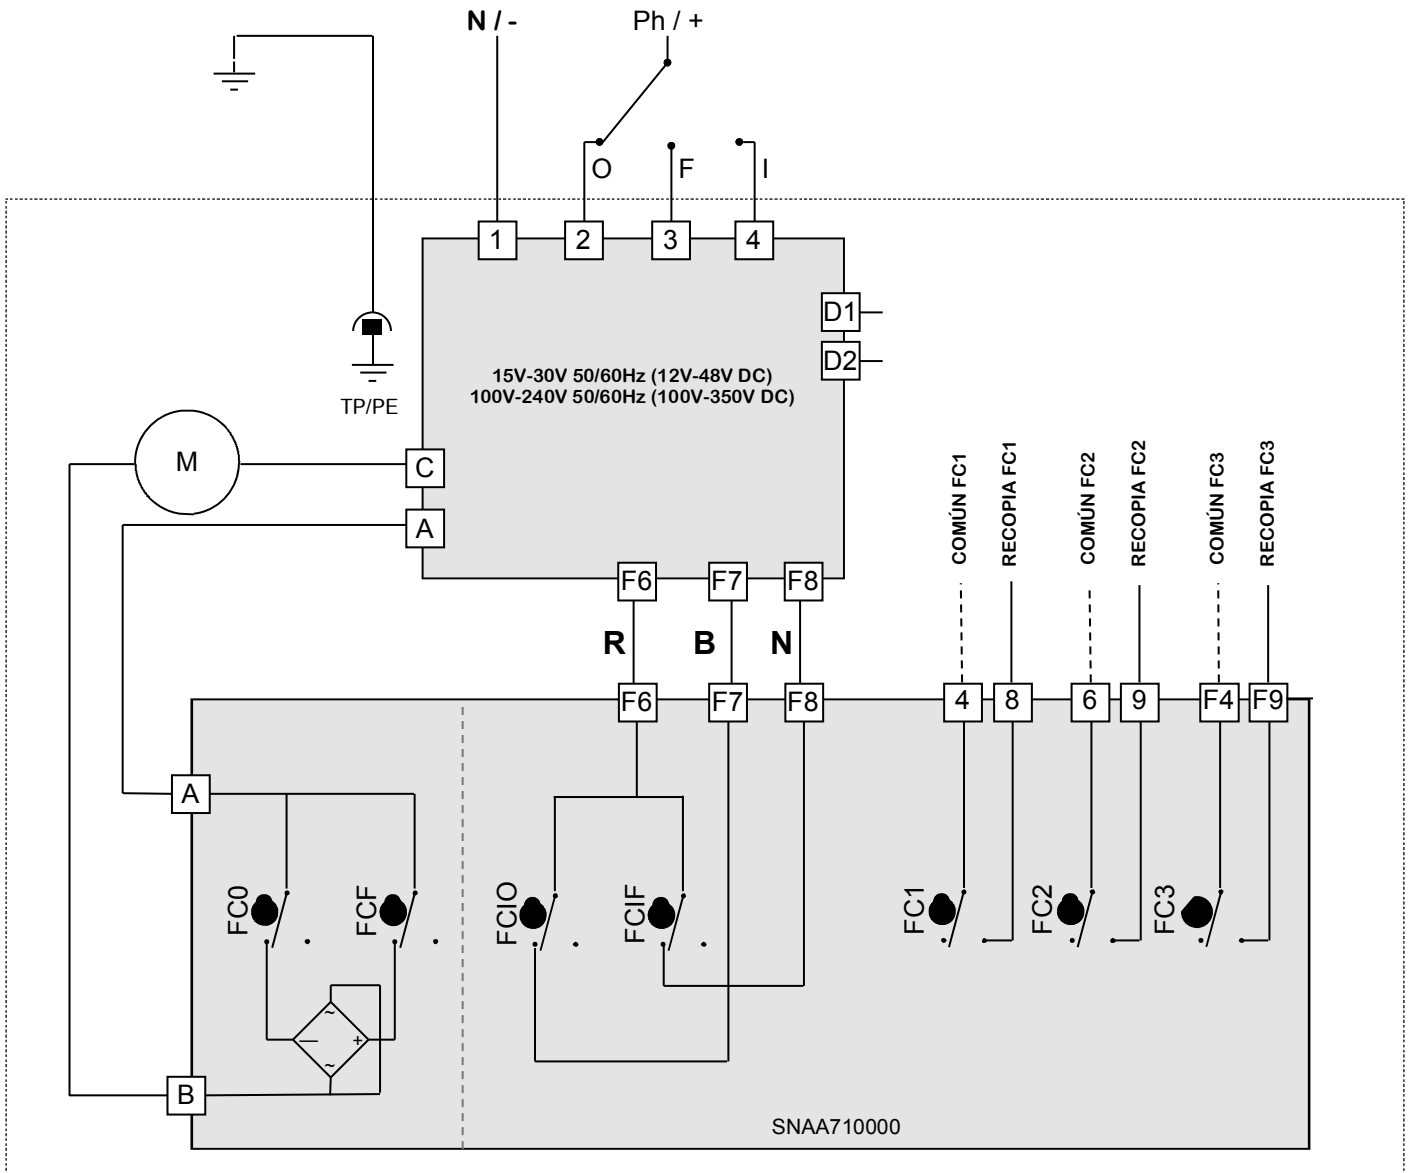 N / -
Ph / +
O
F
I
1
2
3
4
D1
D2
15V-30V 50/60Hz (12V-48V DC)
100V-240V 50/60Hz (100V-350V DC)
TP/PE
M
C
A
F6
F7
F8
R
B
N
COMÚN FC1
RECOPIA FC1
COMÚN FC2
RECOPIA FC2
COMÚN FC3
RECOPIA FC3
F6
F7
F8
4
8
6
9
F4
F9
A
FC0
FCF
FCIO
FCIF
FC1
FC2
FC3
~
— +
~
B
SNAA710000